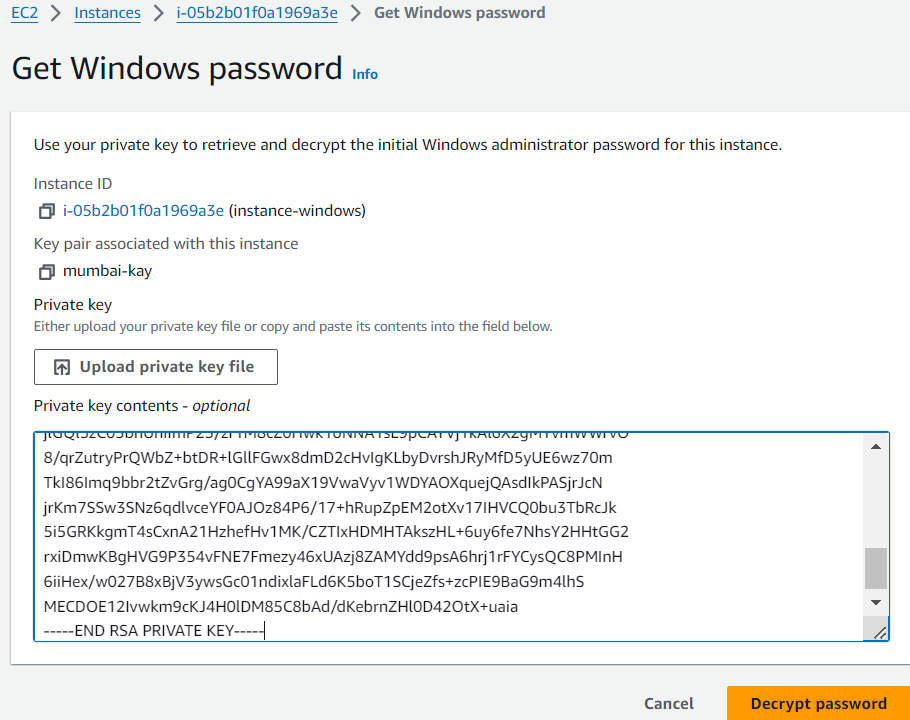 EC2 > Instances > i-05b2b01f0a1969a3e > Get Windows password
Get Windows password Info
Use your private key to retrieve and decrypt the initial Windows administrator password for this instance.
Instance ID
i-05b2b01f0a1969a3e (instance-windows)
Key pair associated with this instance
mumbai-kay
Private key
Either upload your private key file or copy and paste its contents into the field below.
Upload private key file
Private key contents - optional
8/qrZutryPrQWbZ+btDR+lGllFGwx8dmD2cHvIgKLbyDvrshJRyMfD5yUE6wz70m
TkI86Imq9bbr2tZvGrg/ag0CgYA99aX19VwaVyv1WDYAOXquejQAsdIkPASjrJcN
jrKm7SSw3SNz6qdlvceYF0AJOz84P6/17+hRupZpEM2otXv17IHVCQ0bu3TbRcJk
5i5GRKkgmT4sCxnA21HzhefHv1MK/CZTIxHDMHTAkszHL+6uy6fe7NhsY2HHtGG2
rxiDmwKBgHVG9P354vFNE7Fmezy46xUAzj8ZAMYdd9psA6hrj1rFYCysQC8PMInH
6iiHex/w027B8xBjV3ywsGc01ndixlaFLd6K5boT1SCjeZfs+zcPIE9BaG9m4lhS
MECDOE12Ivwkm9cKJ4H0lDM85C8bAd/dKebrnZHl0D42OtX+uaia
-----END RSA PRIVATE KEY-----
Cancel
Decrypt password